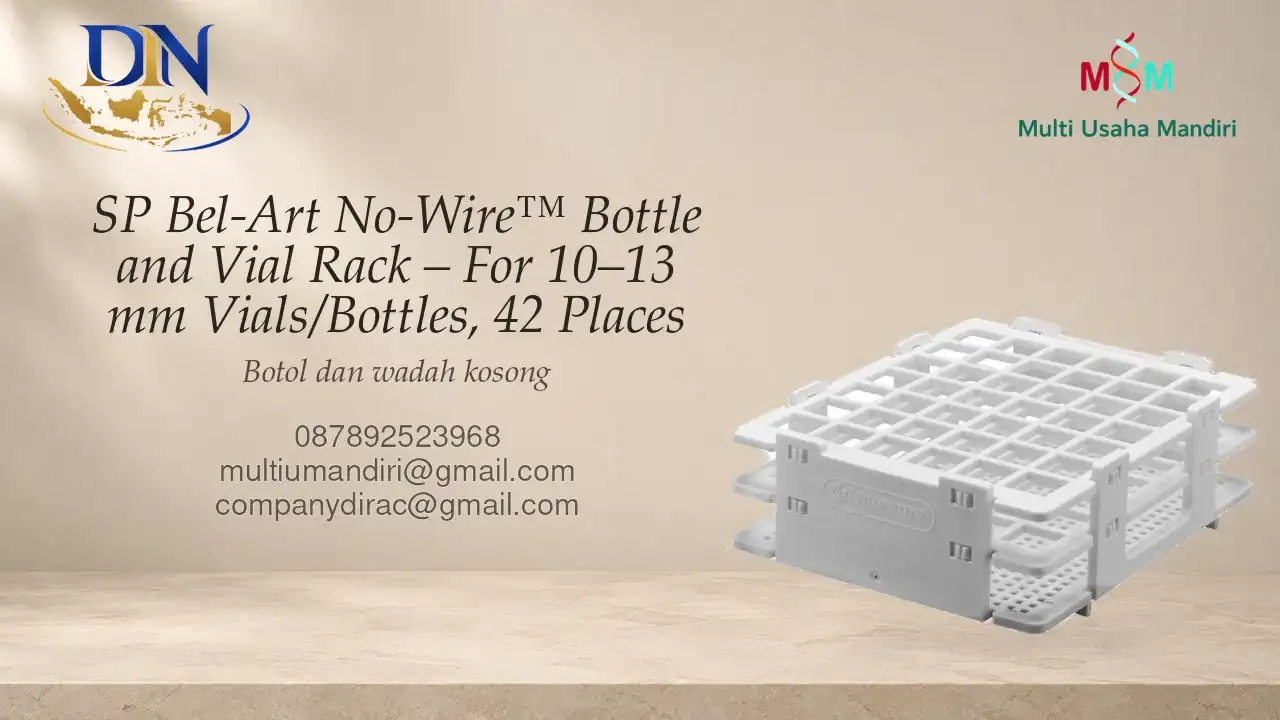 DIN
MSM
Multi Usaha Mandiri
SP Bel-Art No-Wire™ Bottle
and Vial Rack – For 10–13
mm Vials/Bottles, 42 Places
Botol dan wadah kosong
087892523968
multiumandiri@gmail.com
companydirac@gmail.com